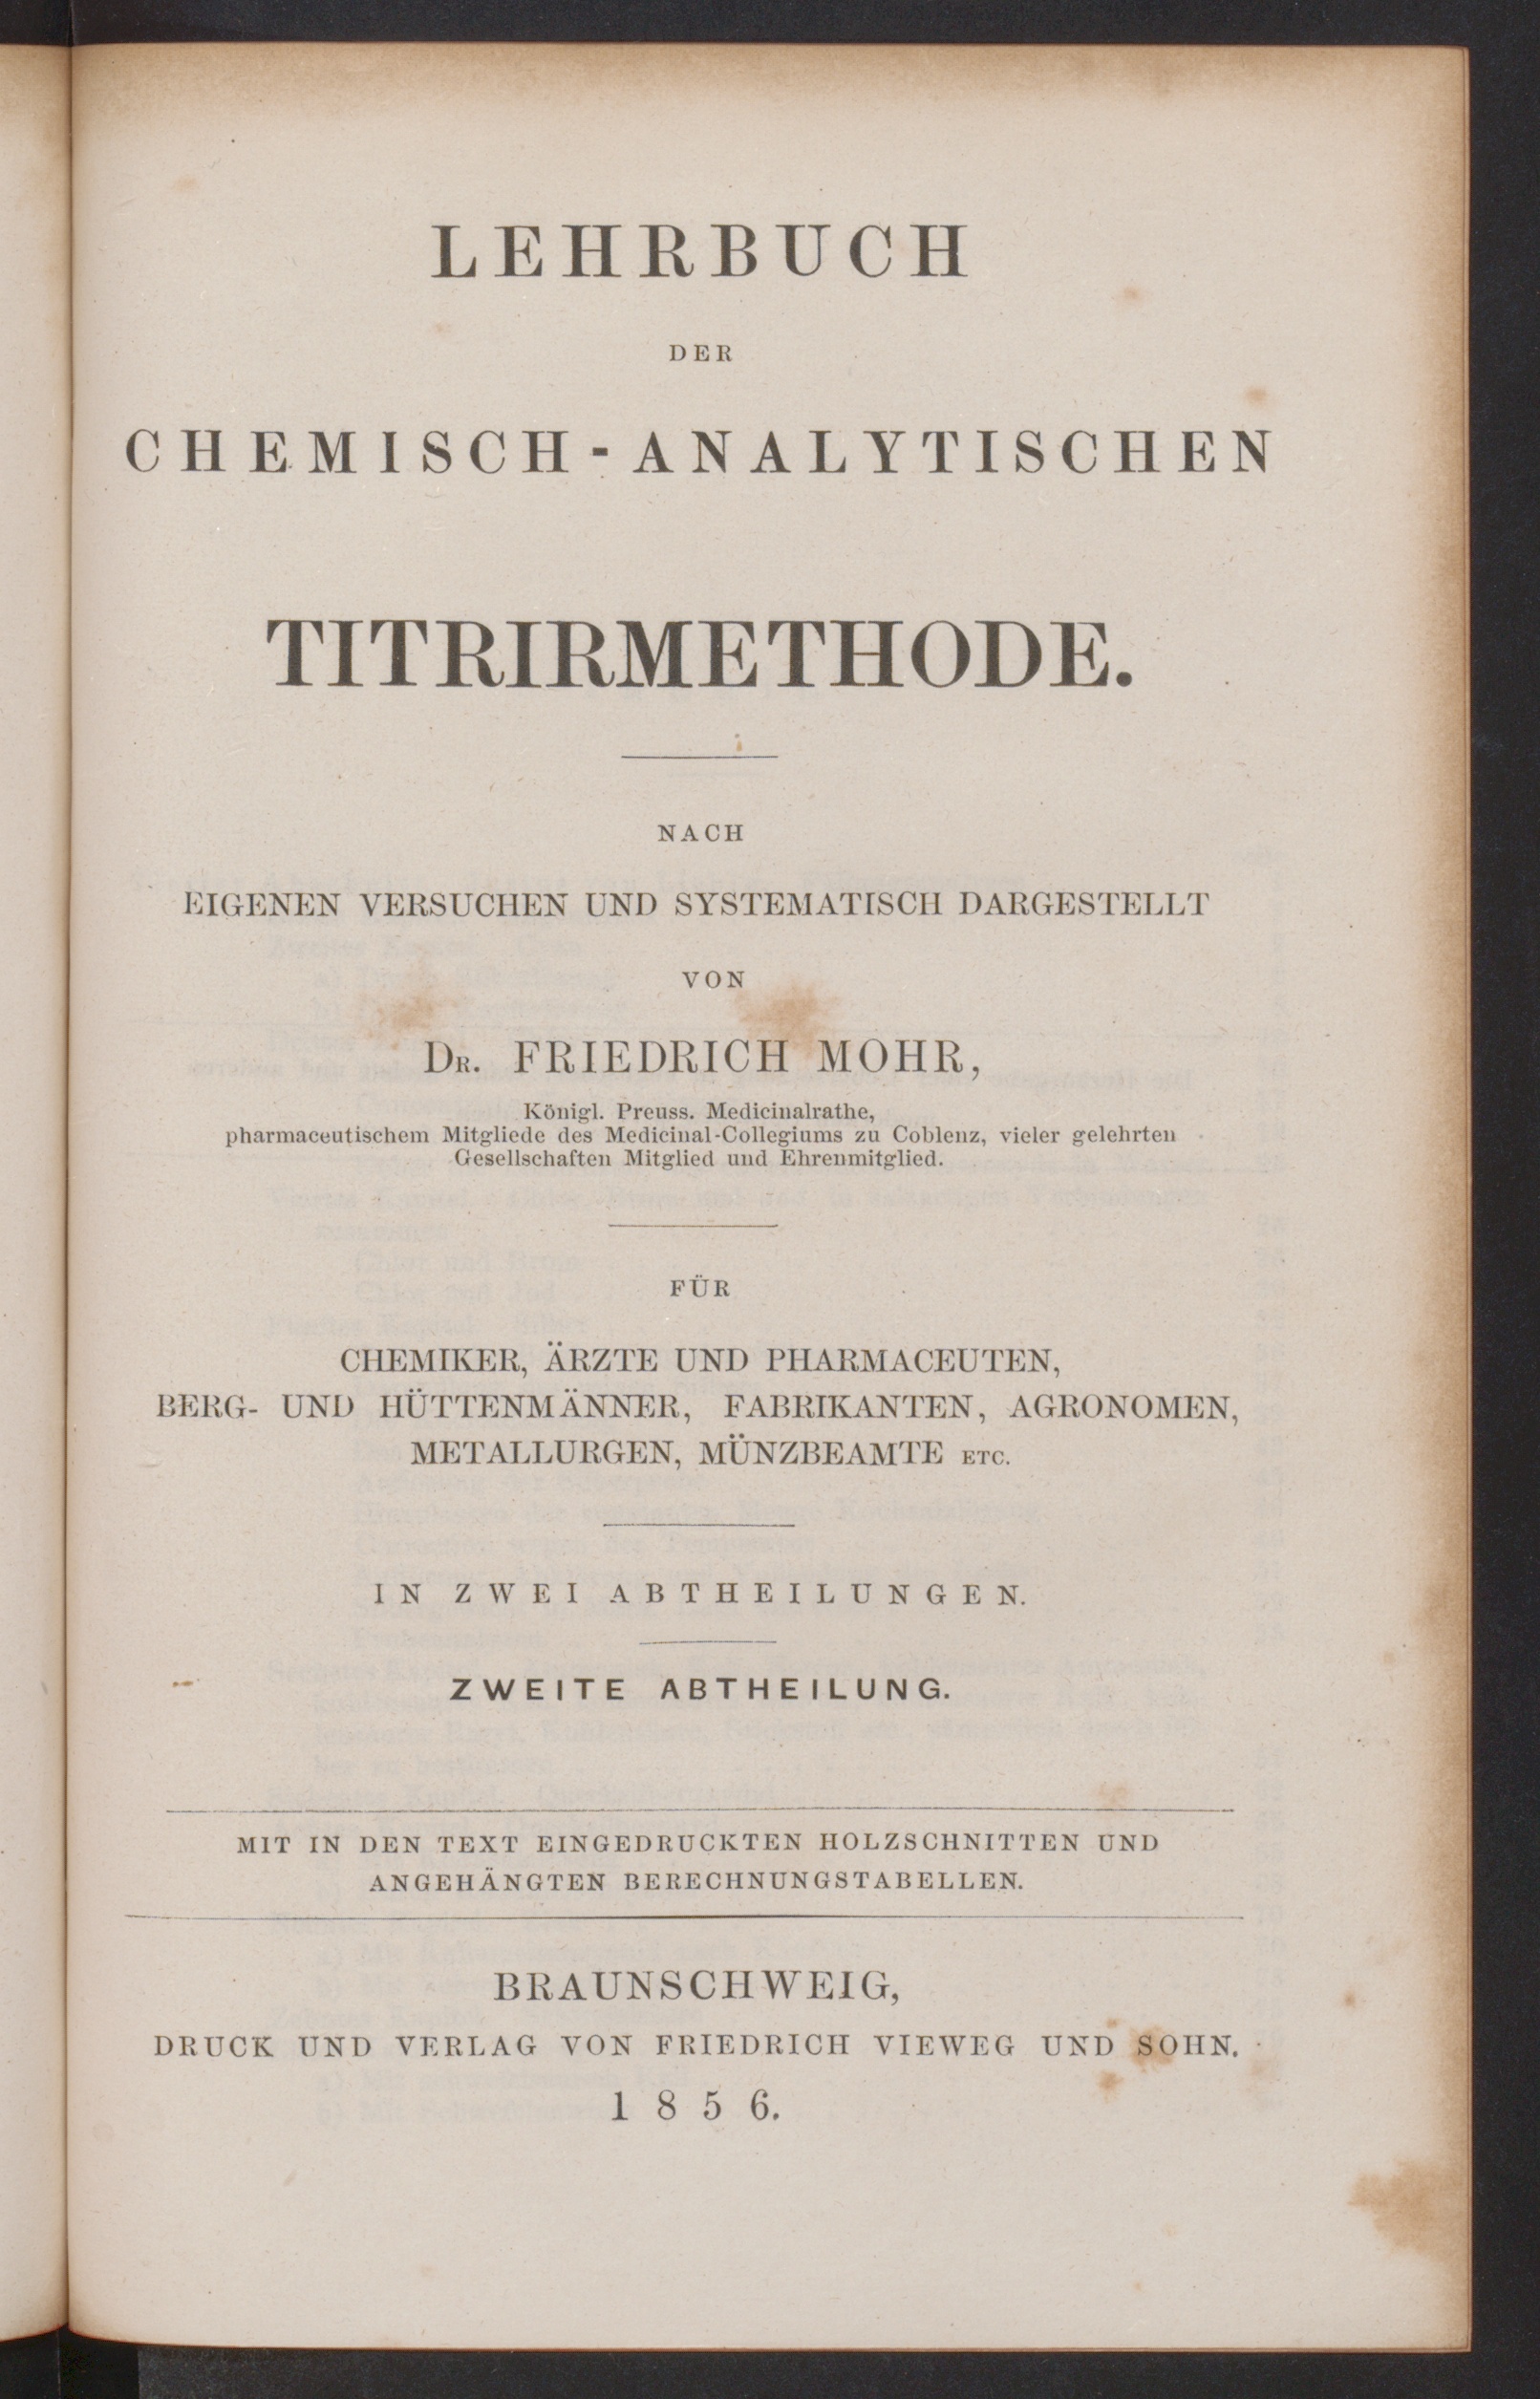 LEHRBUCH
DER
CHEMISCH-ANALYTISCHEN
TITRIRMETHODE.
NACH
EIGENEN VERSUCHEN UND SYSTEMATISCH DARGESTELLT
VON
DR. FRIEDRICH MOHR,
Königl. Preuss. Medicinalrathe,
pharmaceutischem Mitgliede des Medicinal-Collegiums zu Coblenz, vieler gelehrten
Gesellschaften Mitglied und Ehrenmitglied.
FÜR
CHEMIKER, ÄRZTE UND PHARMACEUTEN,
BERG- UND HÜTTENMÄNNER, FABRIKANTEN, AGRONOMEN,
METALLURGEN, MÜNZBEAMTE ETC.
IN ZWEI ABTHEILUNGEN.
ZWEITE ABTHEILUNG.
MIT IN DEN TEXT EINGEDRUCKTEN HOLZSCHNITTEN UND
ANGEHÄNGTEN BERECHNUNGSTABELLEN.
BRAUNSCHWEIG,
DRUCK UND VERLAG VON FRIEDRICH VIEWEG UND SOHN.
1856.